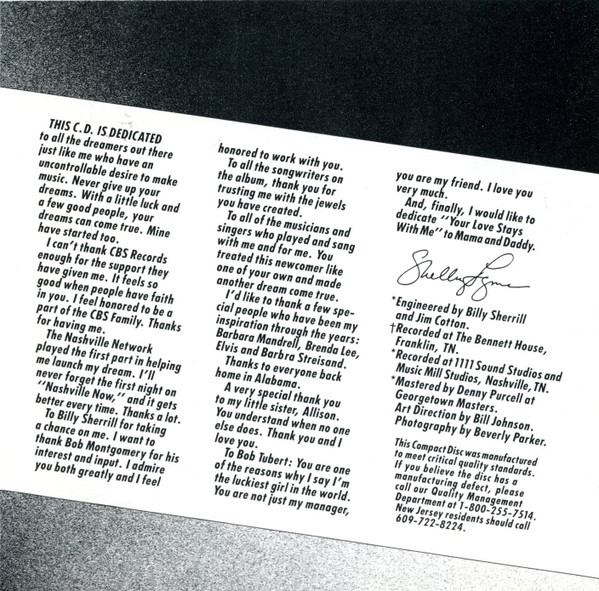 THIS C.D. IS DEDICATED
to all the dreamers out there
just like me who have an
uncontrollable desire to make
music. Never give up your
dreams. With a little luck and
a few good people, your
dreams can come true. Mine
have started too.
I can't thank CBS Records
enough for the support they
have given me. It feels so
good when people have faith
in you. I feel honored to be a
part of the CBS Family. Thanks
for having me.
The Nashville Network
played the first part in helping
me launch my dream. I'll
never forget the first night on
"Nashville Now," and it gets
better every time. Thanks a lot.
To Billy Sherrill for taking
a chance on me. I want to
thank Bob Montgomery for his
interest and input. I admire
you both greatly and I feel
honored to work with you.
To all the songwriters on
the album, thank you for
trusting me with the jewels
you have created.
To all of the musicians and
singers who played and sang
with me and for me. You
treated this newcomer like
one of your own and made
another dream come true.
I'd like to thank a few spe-
cial people who have been my
inspiration through the years:
Barbara Mandrell, Brenda Lee,
Elvis and Barbra Streisand.
Thanks to everyone back
home in Alabama.
A very special thank you
to my little sister, Allison.
You understand when no one
else does. Thank you and I
love you.
To Bob Tubert: You are one
of the reasons why I say I'm
the luckiest girl in the world.
You are not just my manager,
you are my friend. I love you
very much.
And, finally, I would like to
dedicate "Your Love Stays
With Me" to Mama and Daddy.
Shelly
*Engineered by Billy Sherrill
and Jim Cotton.
†Recorded at The Bennett House,
Franklin, TN.
*Recorded at 1111 Sound Studios and
Music Mill Studios, Nashville, TN.
*Mastered by Denny Purcell at
Georgetown Masters.
Art Direction by Bill Johnson.
Photography by Beverly Parker.
This Compact Disc was manufactured
to meet critical quality standards.
If you believe the disc has a
manufacturing defect, please
call our Quality Management
Department at 1-800-255-7514.
New Jersey residents should call
609-722-8224.